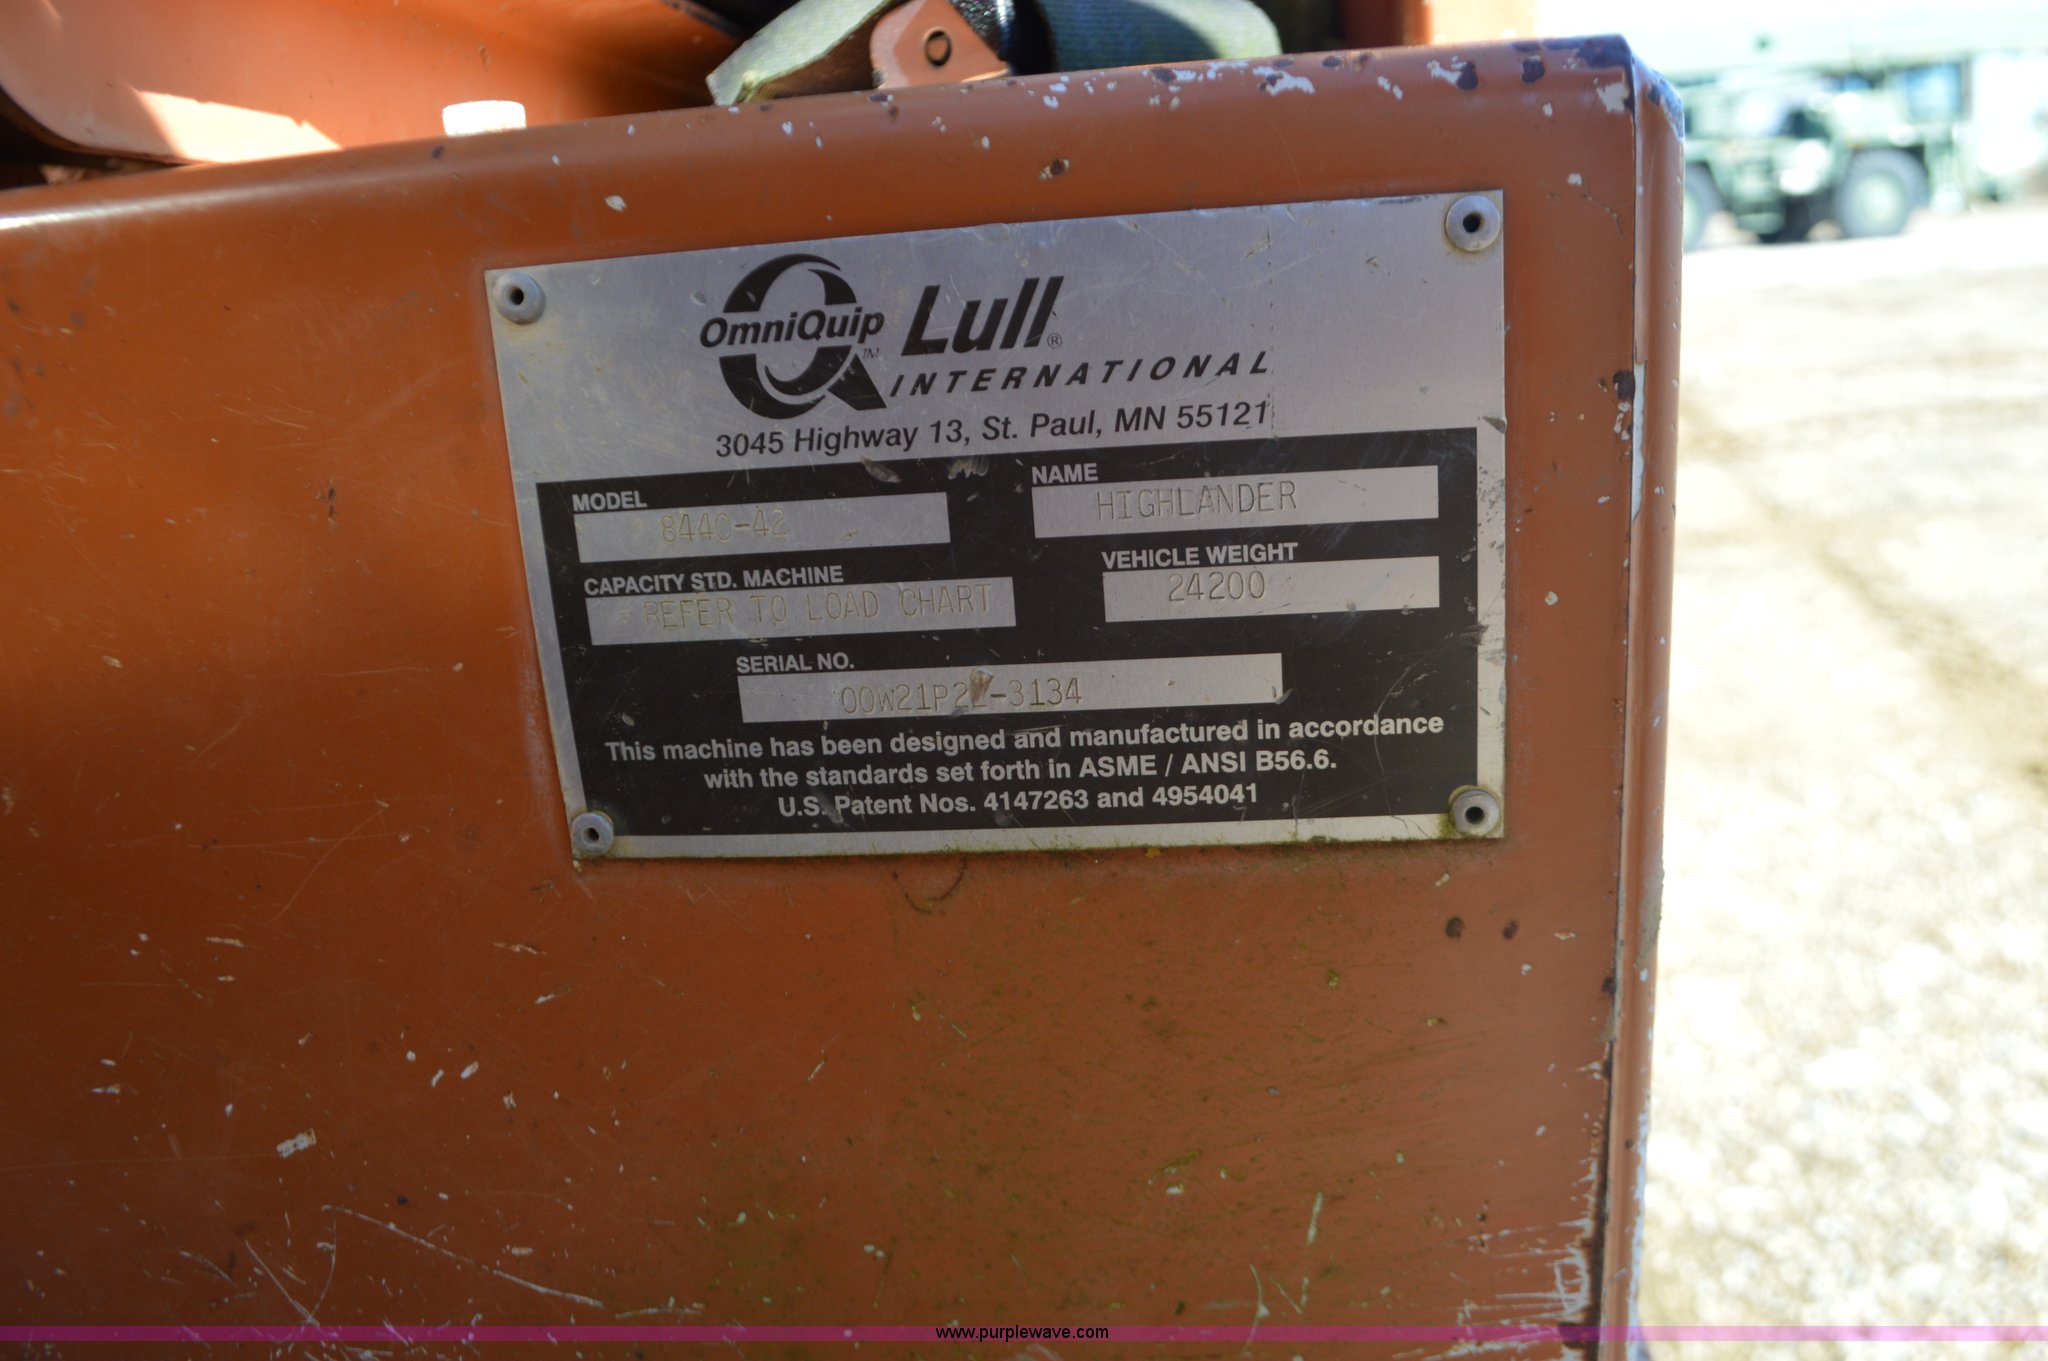 OmniQuip™ Lull®
INTERNATIONAL
3045 Highway 13, St. Paul, MN 55121
MODEL
844C-42
NAME
HIGHLANDER
CAPACITY STD. MACHINE
* REFER TO LOAD CHART
VEHICLE WEIGHT
24200
SERIAL NO.
This machine has been designed and manufactured in accordance
with the standards set forth in ASME / ANSI B56.6.
U.S. Patent Nos. 4147263 and 4954041
www.purplewave.com